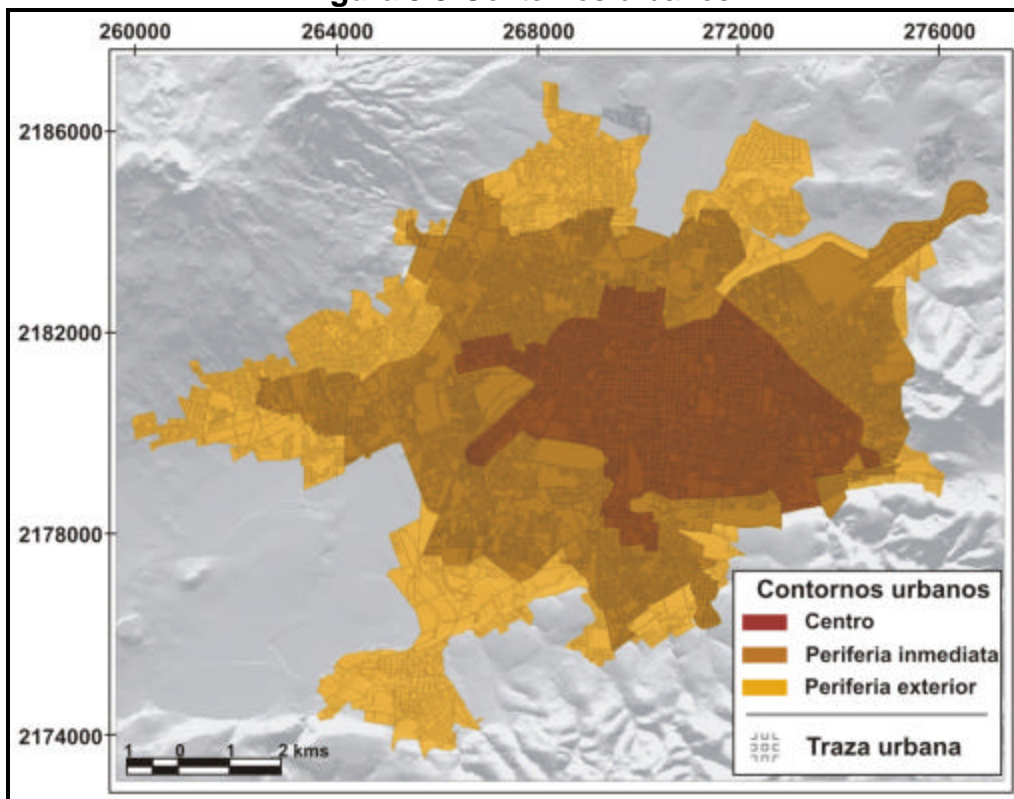 260000 264000 268000 272000 276000
2186000
2182000
2178000
2174000
Contornos urbanos
Centro
Periferia inmediata
Periferia exterior
Traza urbana
1 0 1 2 kms